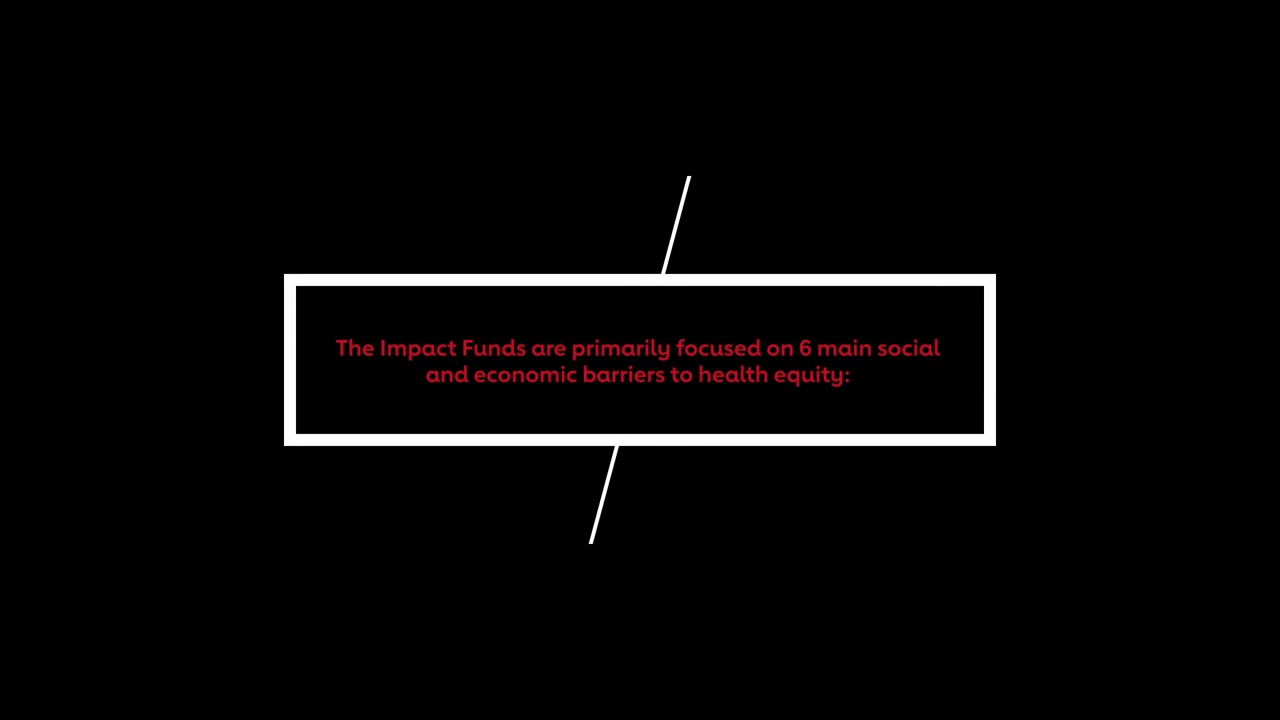 The Impact Funds are primarily focused on 6 main social
and economic barriers to health equity: